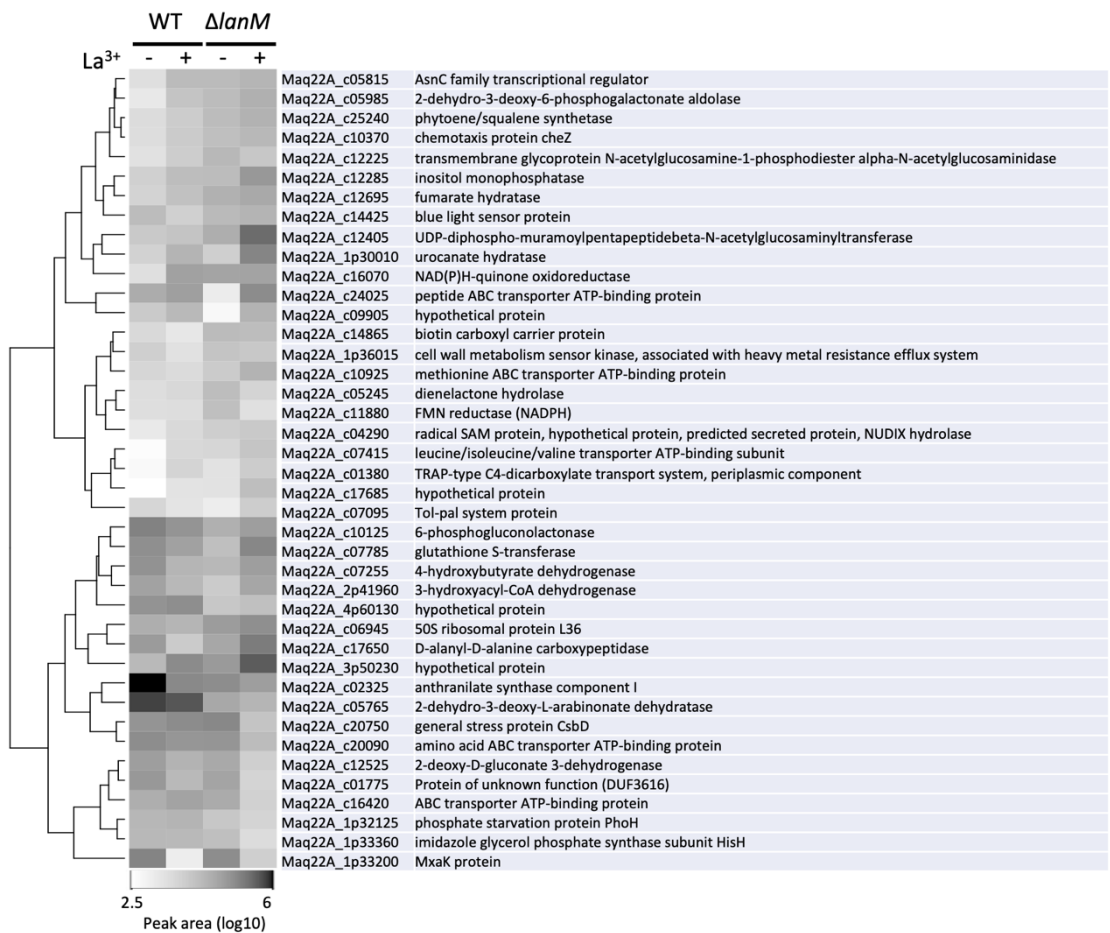 WT ΔlanM
La3+ - + - +
Maq22A_c05815 AsnC family transcriptional regulator
Maq22A_c05985 2-dehydro-3-deoxy-6-phosphogalactonate aldolase
Maq22A_c25240 phytoene/squalene synthetase
Maq22A_c10370 chemotaxis protein cheZ
Maq22A_c12225 transmembrane glycoprotein N-acetylglucosamine-1-phosphodiester alpha-N-acetylglucosaminidase
Maq22A_c12285 inositol monophosphatase
Maq22A_c12695 fumarate hydratase
Maq22A_c14425 blue light sensor protein
Maq22A_c12405 UDP-diphospho-muramoylpentapeptidebeta-N-acetylglucosaminyltransferase
Maq22A_1p30010 urocanate hydratase
Maq22A_c16070 NAD(P)H-quinone oxidoreductase
Maq22A_c24025 peptide ABC transporter ATP-binding protein
Maq22A_c09905 hypothetical protein
Maq22A_c14865 biotin carboxyl carrier protein
Maq22A_1p36015 cell wall metabolism sensor kinase, associated with heavy metal resistance efflux system
Maq22A_c10925 methionine ABC transporter ATP-binding protein
Maq22A_c05245 dienelactone hydrolase
Maq22A_c11880 FMN reductase (NADPH)
Maq22A_c04290 radical SAM protein, hypothetical protein, predicted secreted protein, NUDIX hydrolase
Maq22A_c07415 leucine/isoleucine/valine transporter ATP-binding subunit
Maq22A_c01380 TRAP-type C4-dicarboxylate transport system, periplasmic component
Maq22A_c17685 hypothetical protein
Maq22A_c07095 Tol-pal system protein
Maq22A_c10125 6-phosphogluconolactonase
Maq22A_c07785 glutathione S-transferase
Maq22A_c07255 4-hydroxybutyrate dehydrogenase
Maq22A_2p41960 3-hydroxyacyl-CoA dehydrogenase
Maq22A_4p60130 hypothetical protein
Maq22A_c06945 50S ribosomal protein L36
Maq22A_c17650 D-alanyl-D-alanine carboxypeptidase
Maq22A_3p50230 hypothetical protein
Maq22A_c02325 anthranilate synthase component I
Maq22A_c05765 2-dehydro-3-deoxy-L-arabinonate dehydratase
Maq22A_c20750 general stress protein CsbD
Maq22A_c20090 amino acid ABC transporter ATP-binding protein
Maq22A_c12525 2-deoxy-D-gluconate 3-dehydrogenase
Maq22A_c01775 Protein of unknown function (DUF3616)
Maq22A_c16420 ABC transporter ATP-binding protein
Maq22A_1p32125 phosphate starvation protein PhoH
Maq22A_1p33360 imidazole glycerol phosphate synthase subunit HisH
Maq22A_1p33200 MxaK protein
2.5 6
Peak area (log10)